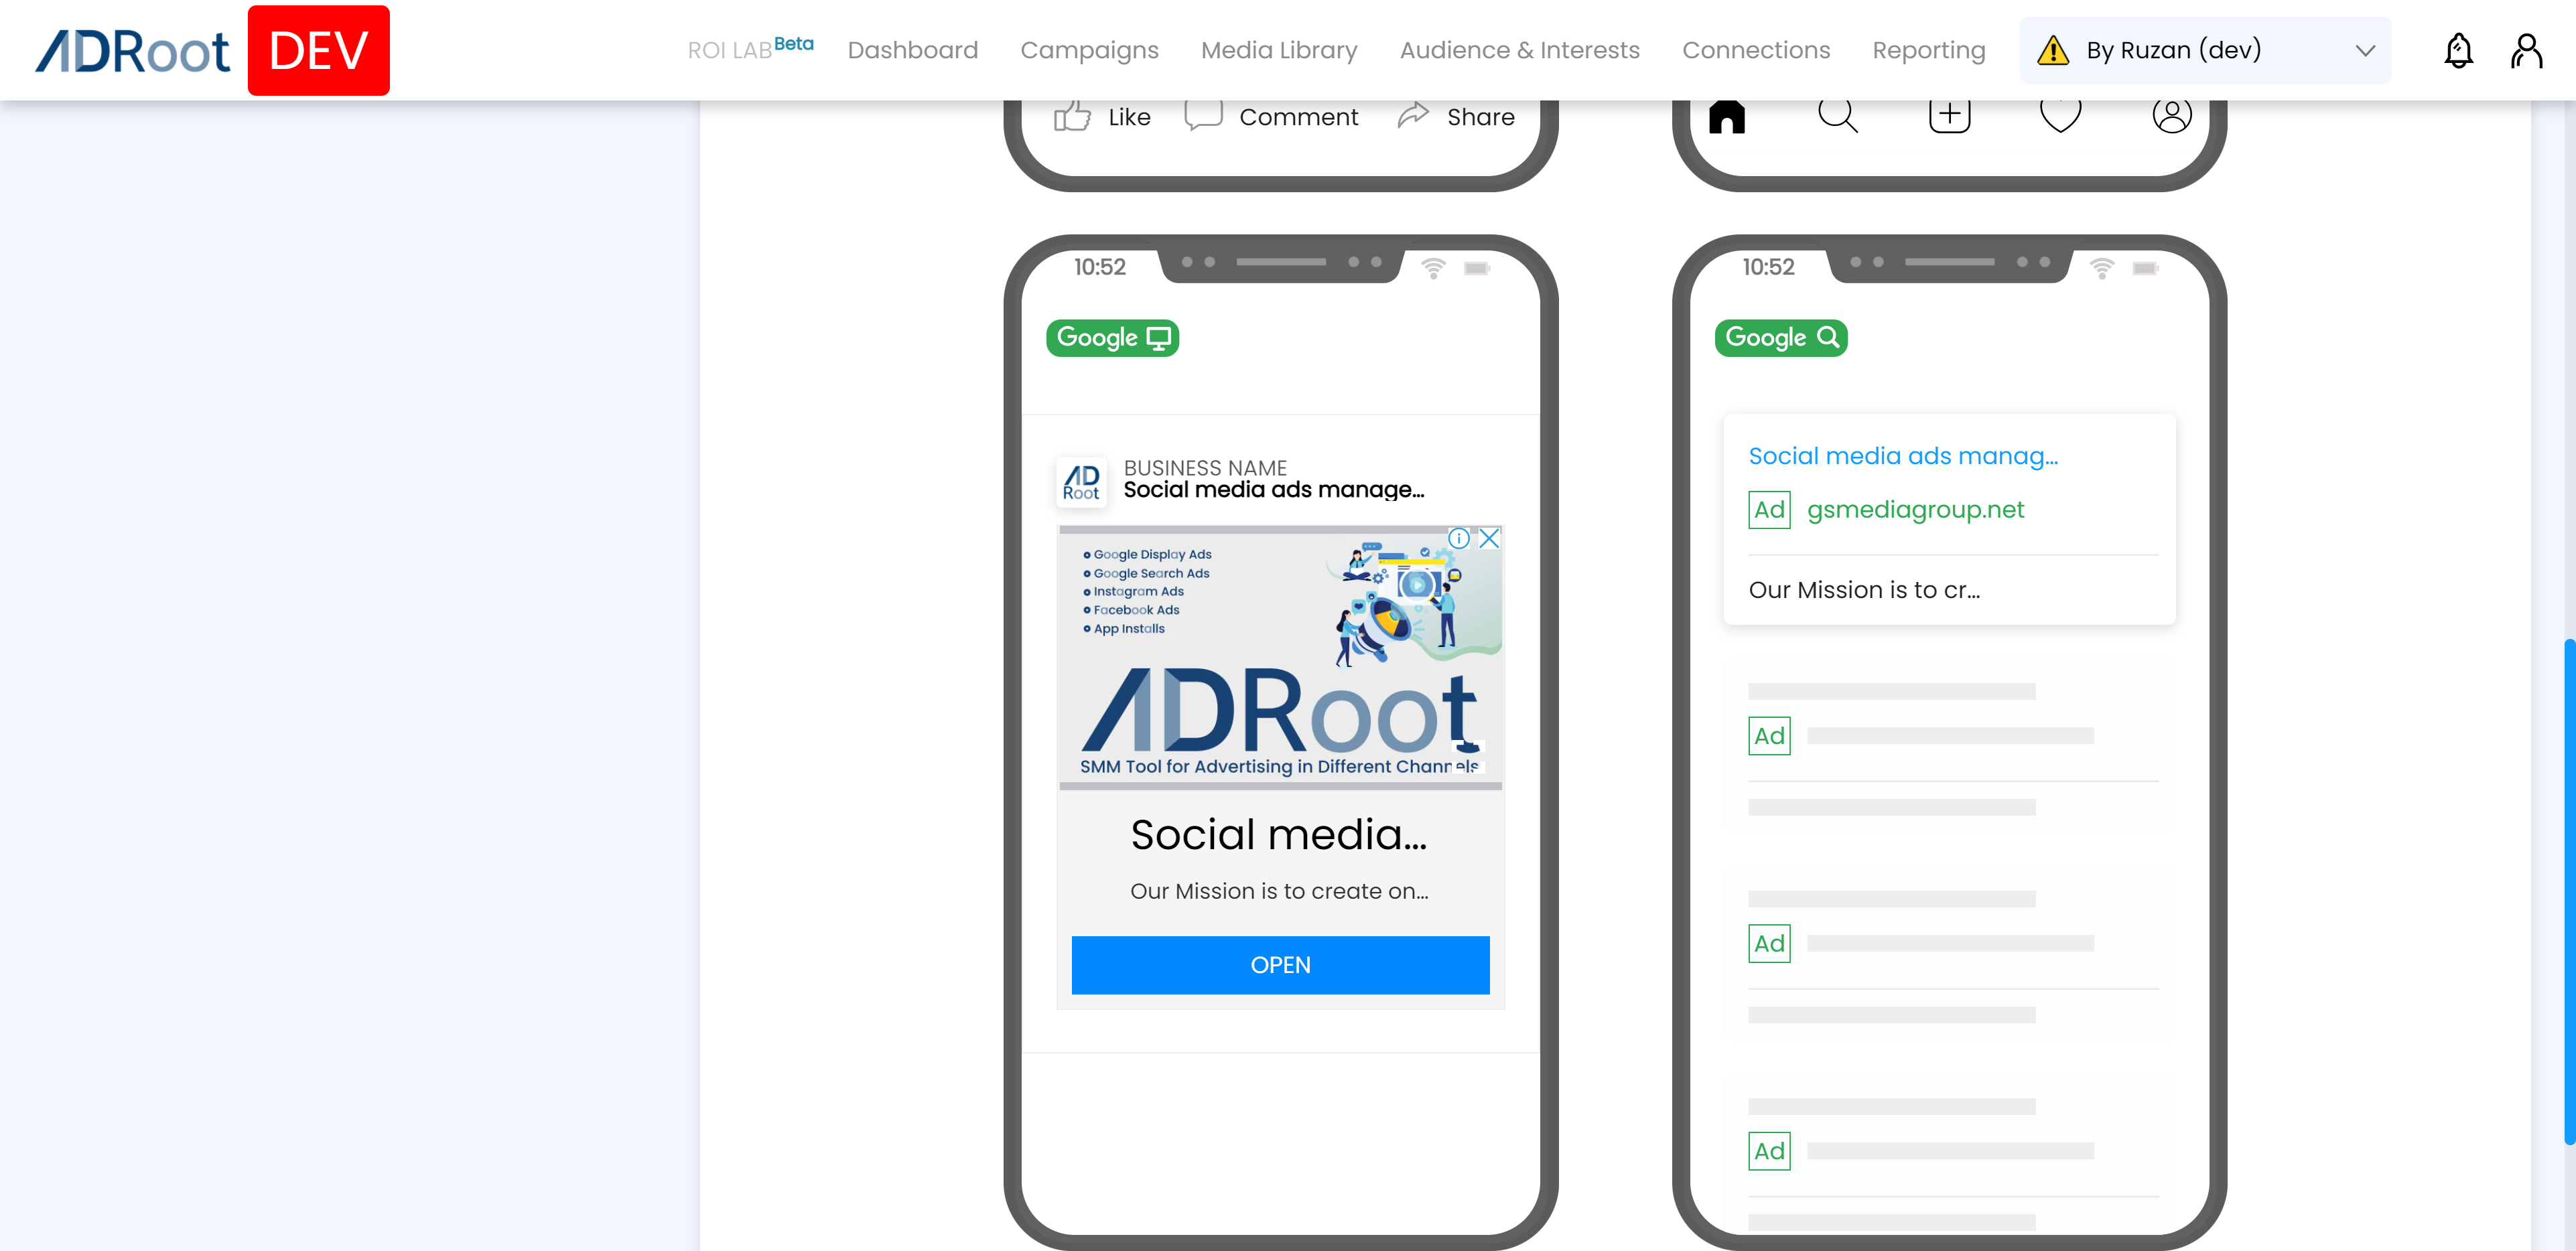 ADRoot DEV ROI LAB Beta Dashboard Campaigns Media Library Audience & Interests Connections Reporting By Ruzan (dev)
Like Comment Share
10:52
Google
BUSINESS NAME
Social media ads manage...
AD
Root
Google Display Ads
Google Search Ads
Instagram Ads
Facebook Ads
App Installs
ADRoot
SMM Tool for Advertising in Different Channels
Social media...
Our Mission is to create on...
OPEN
10:52
Google
Social media ads manag...
Ad gsmediagroup.net
Our Mission is to cr...
Ad
Ad
Ad